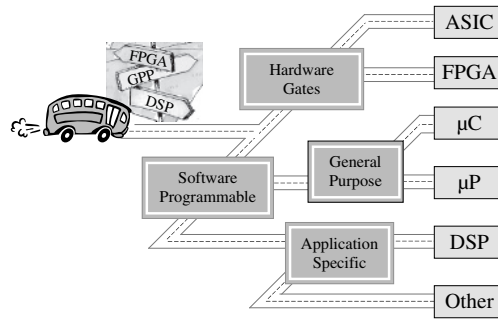 ASIC
FPGA
GPP
DSP
Hardware
Gates
FPGA
µC
General
Purpose
Software
Programmable
µP
Application
Specific
DSP
Other